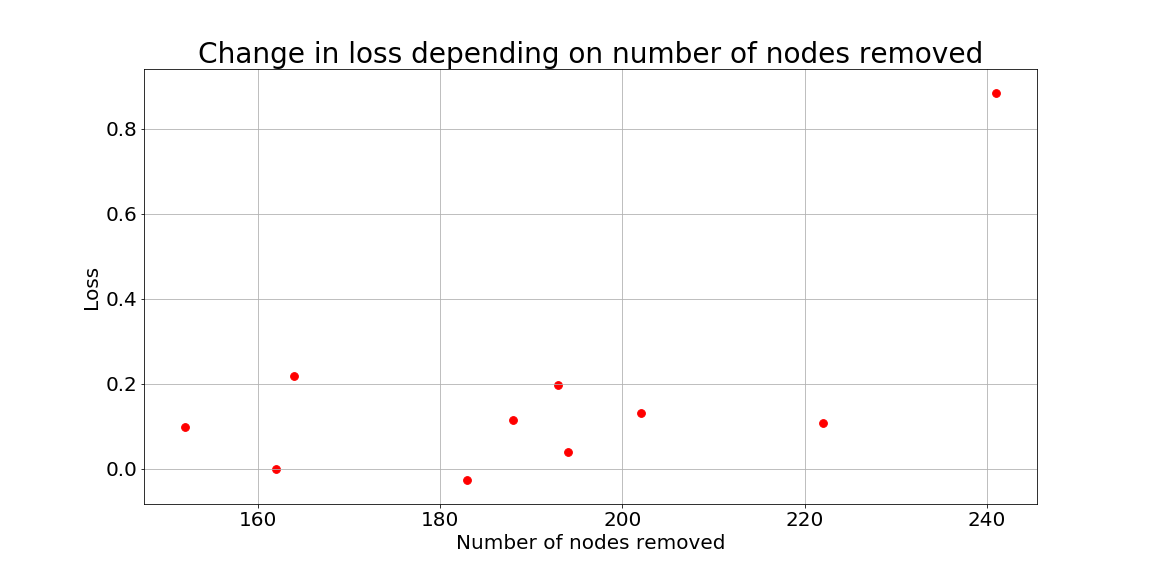 Change in loss depending on number of nodes removed
0.8
0.6
0.4
0.2
0.0
Loss
160 180 200 220 240
Number of nodes removed